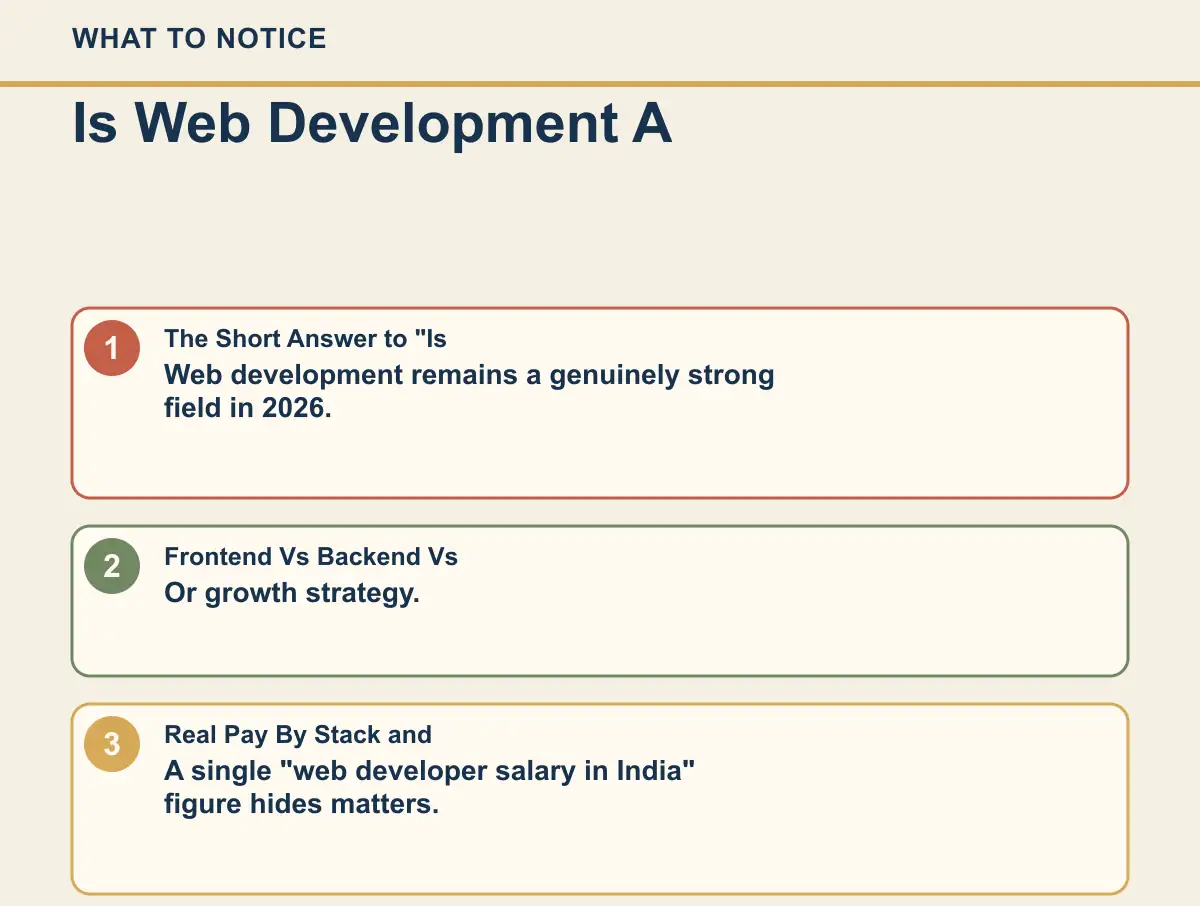 WHAT TO NOTICE
Is Web Development A
1
The Short Answer to "Is
Web development remains a genuinely strong
field in 2026.
2
Frontend Vs Backend Vs
Or growth strategy.
3
Real Pay By Stack and
A single "web developer salary in India"
figure hides matters.